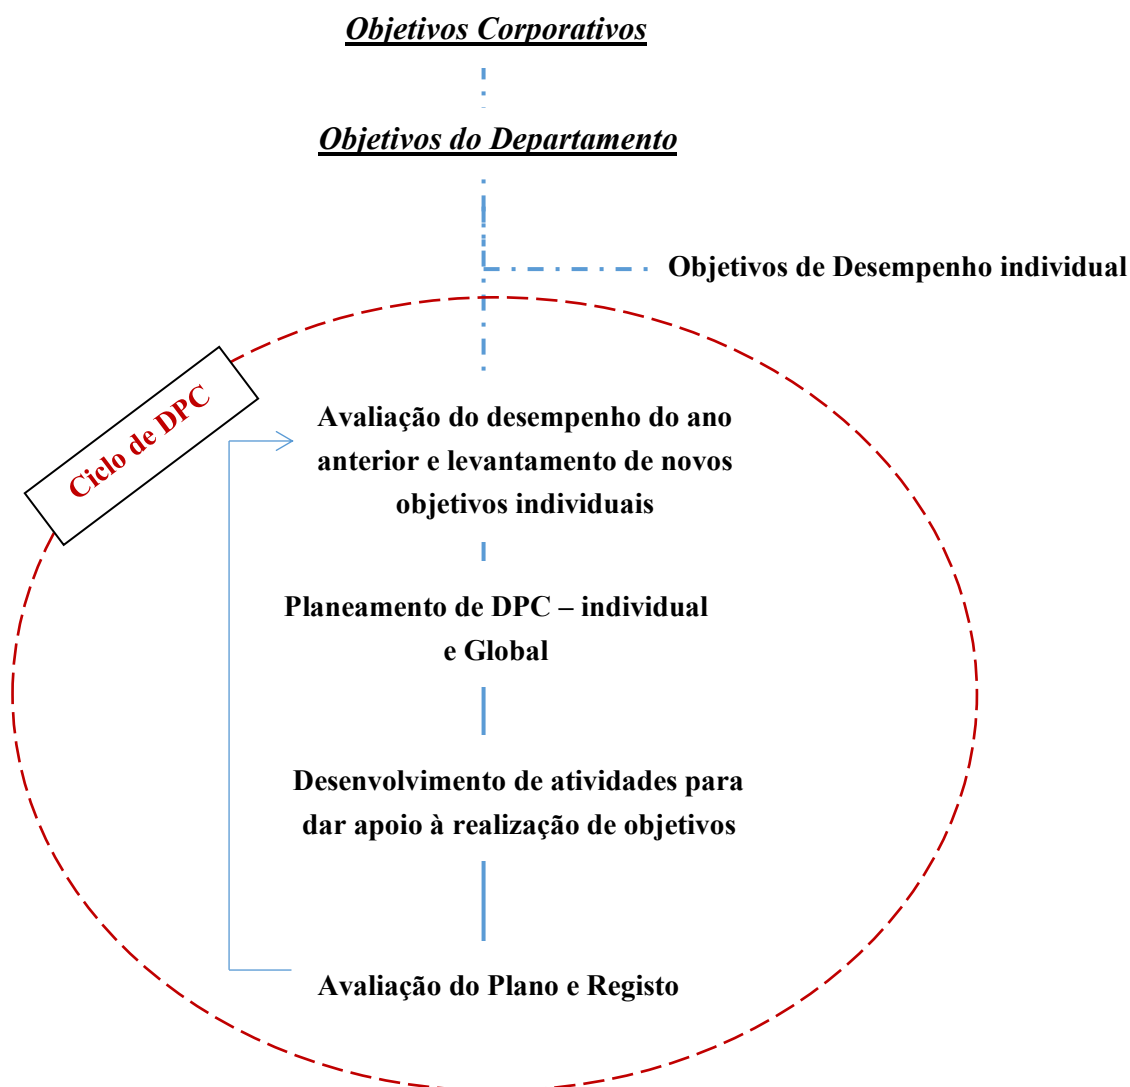 Objetivos Corporativos
Objetivos do Departamento
Objetivos de Desempenho individual
Ciclo de DPC
Avaliação do desempenho do ano
anterior e levantamento de novos
objetivos individuais
Planeamento de DPC – individual
e Global
Desenvolvimento de atividades para
dar apoio à realização de objetivos
Avaliação do Plano e Registo